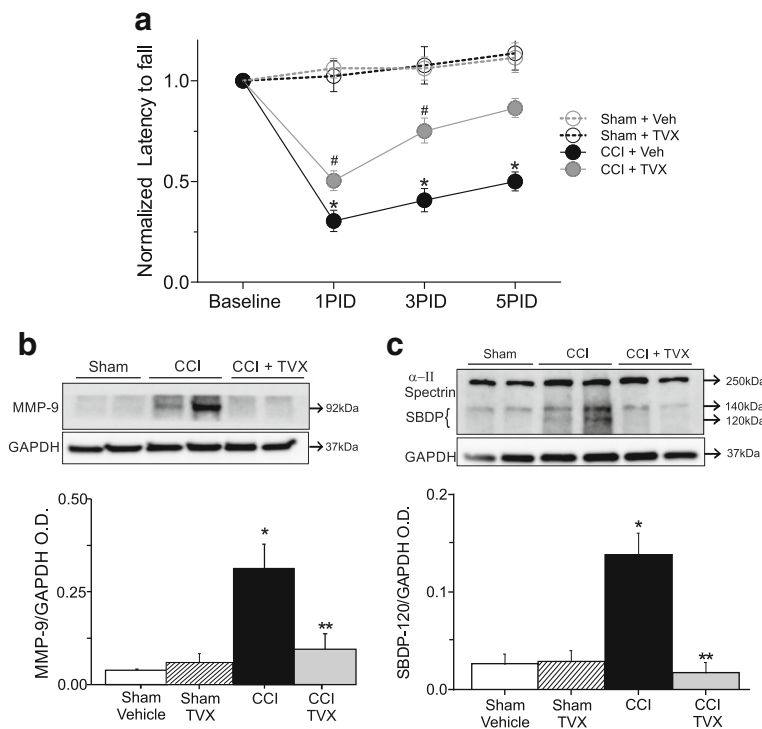 a
Normalized Latency to fall
1.0
0.5
0.0
# # * * *
Baseline 1PID 3PID 5PID
Sham + Veh
Sham + TVX
CCI + Veh
CCI + TVX
b
Sham CCI CCI + TVX
MMP-9 92kDa
GAPDH 37kDa
MMP-9/GAPDH O.D.
0.50
0.25
0.00
* **
Sham Vehicle
Sham TVX
CCI
CCI TVX
c
Sham CCI CCI + TVX
α-II
Spectrin
250kDa
SBDP{
140kDa
120kDa
GAPDH 37kDa
SBDP-120/GAPDH O.D.
0.2
0.1
0.0
* **
Sham Vehicle
Sham TVX
CCI
CCI TVX